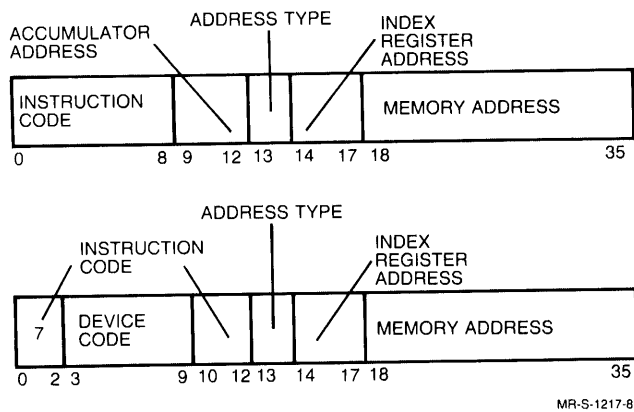 ADDRESS TYPE
ACCUMULATOR
ADDRESS
INDEX
REGISTER
ADDRESS
INSTRUCTION
CODE
MEMORY ADDRESS
0 8 9 12 13 14 17 18 35
ADDRESS TYPE
INSTRUCTION
CODE
INDEX
REGISTER
ADDRESS
7
DEVICE
CODE
MEMORY ADDRESS
0 2 3 9 10 12 13 14 17 18 35
MR-S-1217-8